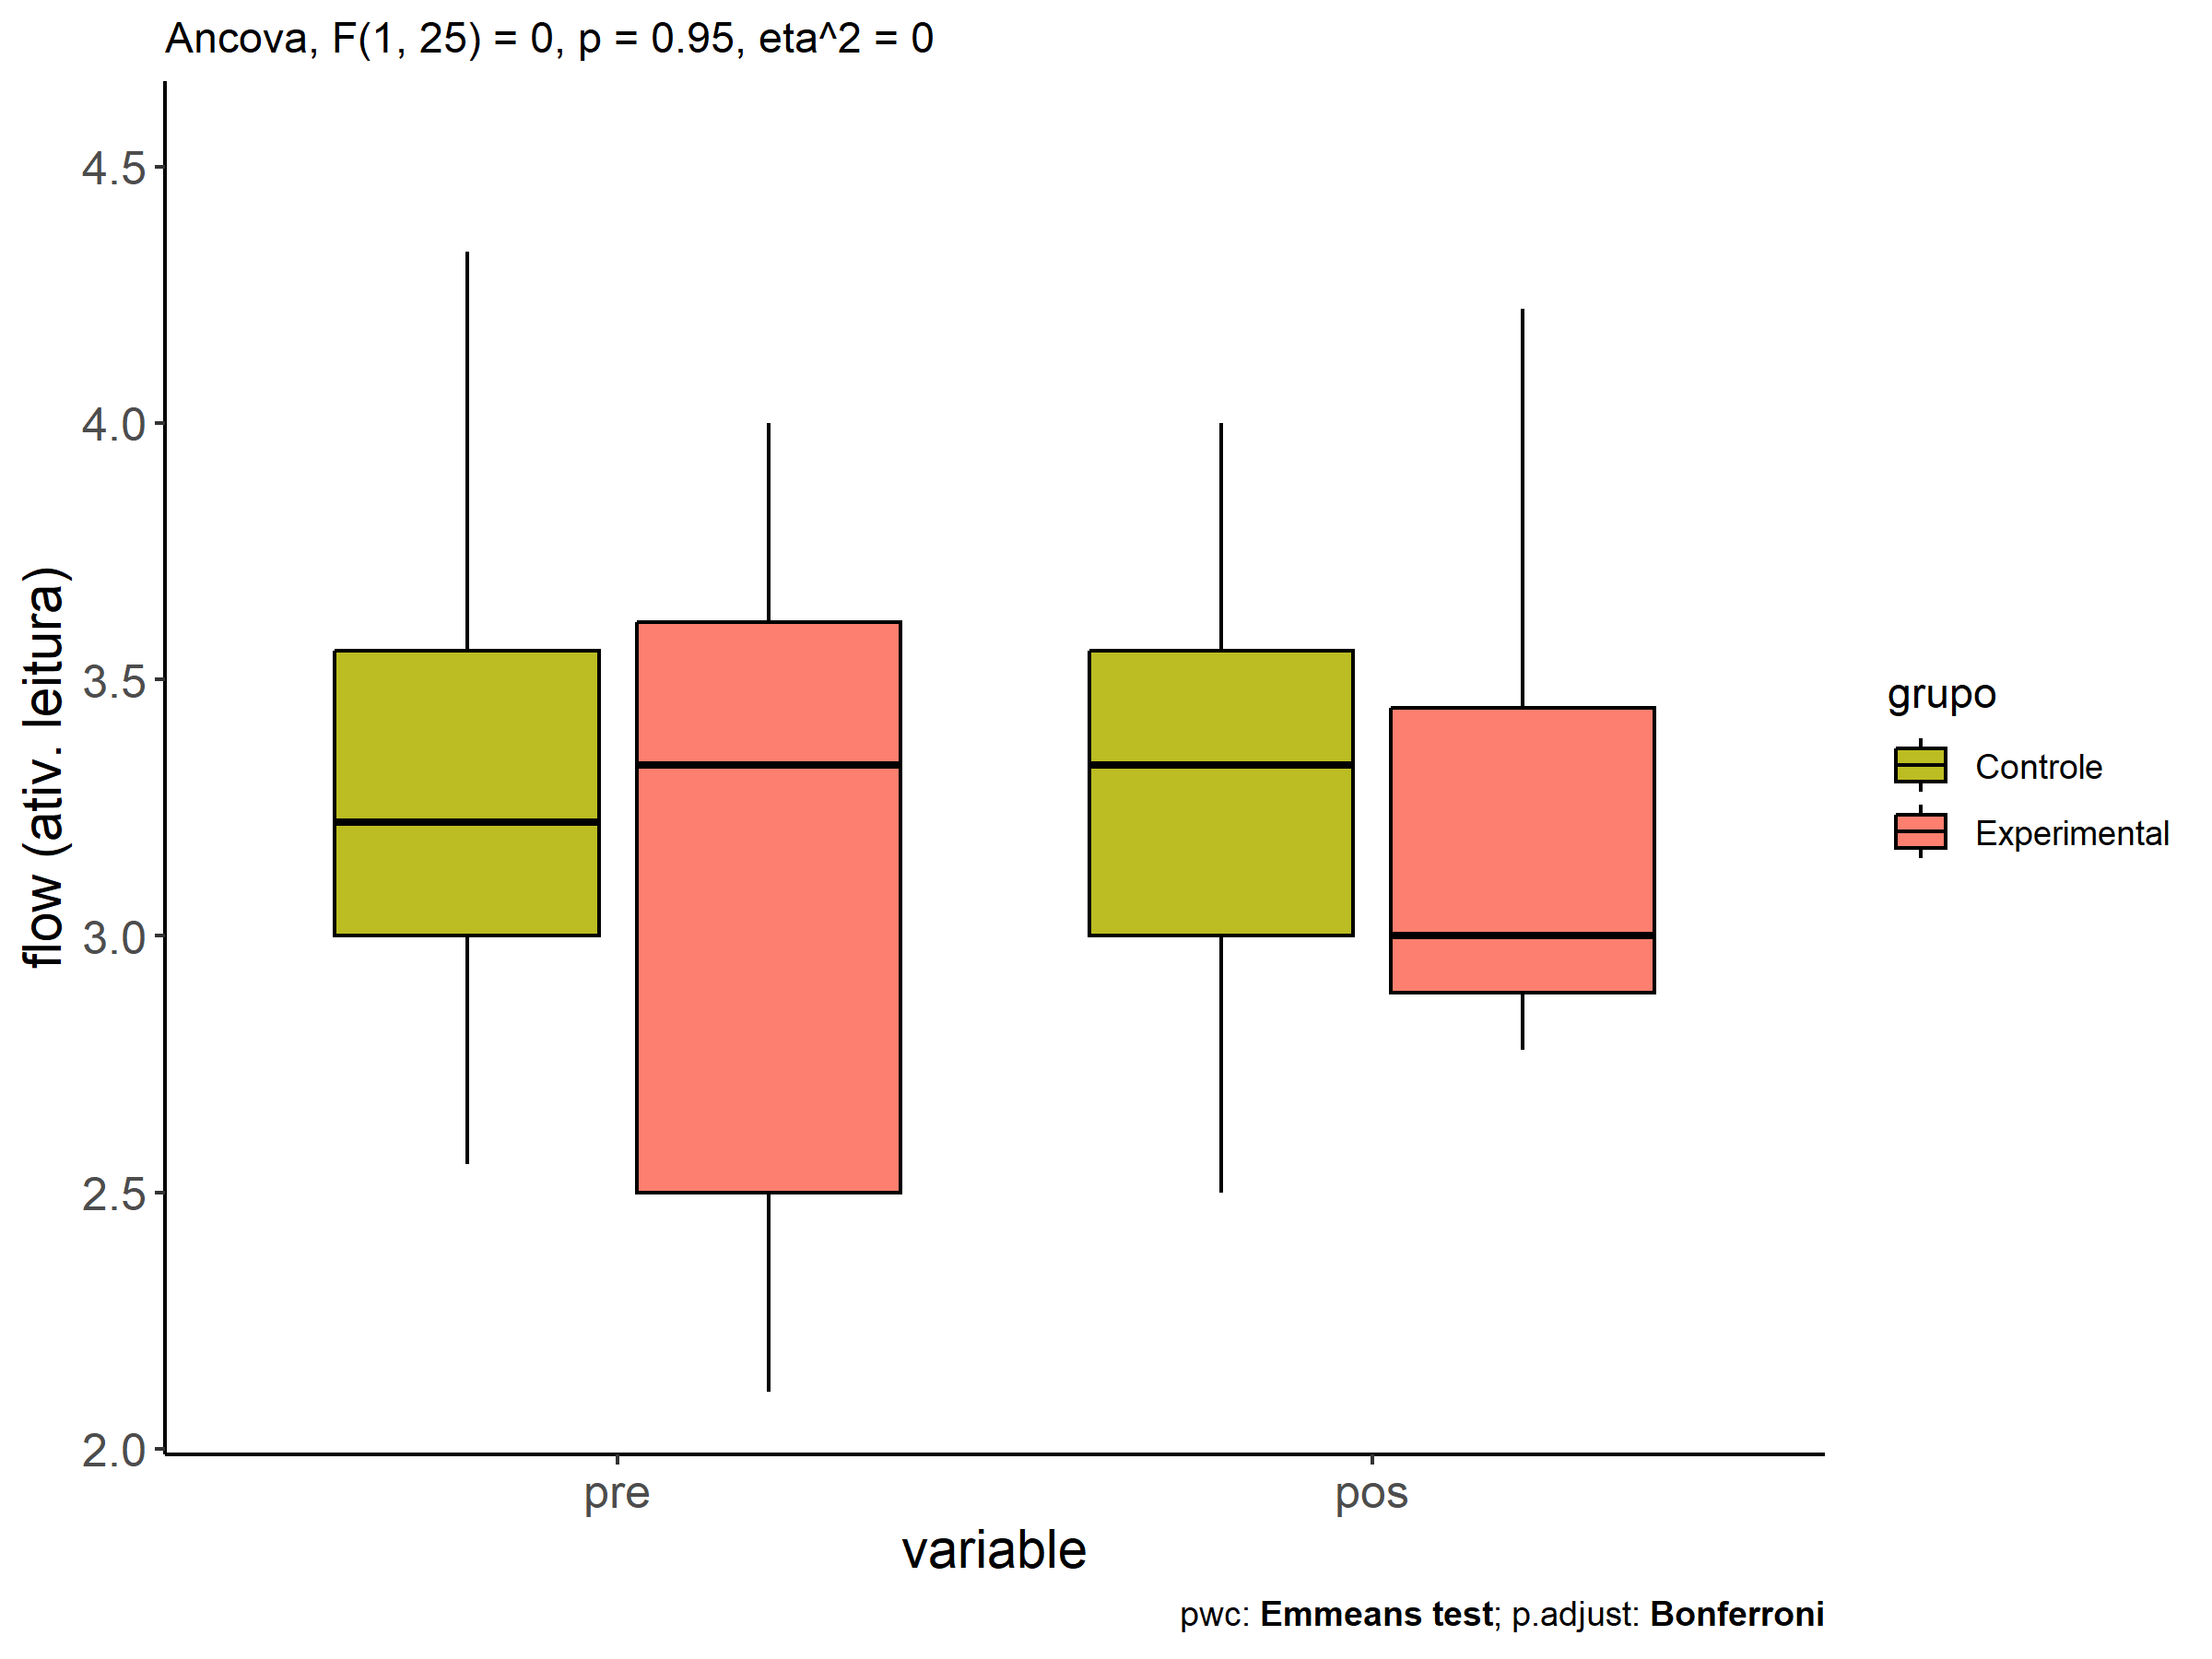 Ancova, F(1, 25) = 0, p = 0.95, eta^2 = 0
4.5
4.0
3.5
3.0
2.5
2.0
flow (ativ. leitura)
pre
pos
variable
grupo
Controle
Experimental
pwc: Emmeans test; p.adjust: Bonferroni